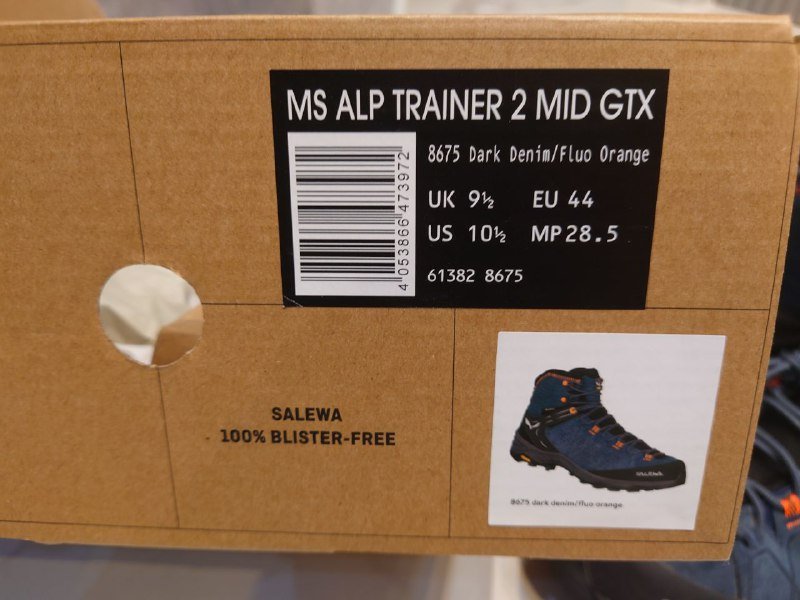 MS ALP TRAINER 2 MID GTX
8675 Dark Denim/Fluo Orange
UK 9½ EU 44
US 10½ MP 28.5
61382 8675
4 053866 473972
SALEWA
100% BLISTER-FREE
SALEWA
8675 dark denim/fluo orange